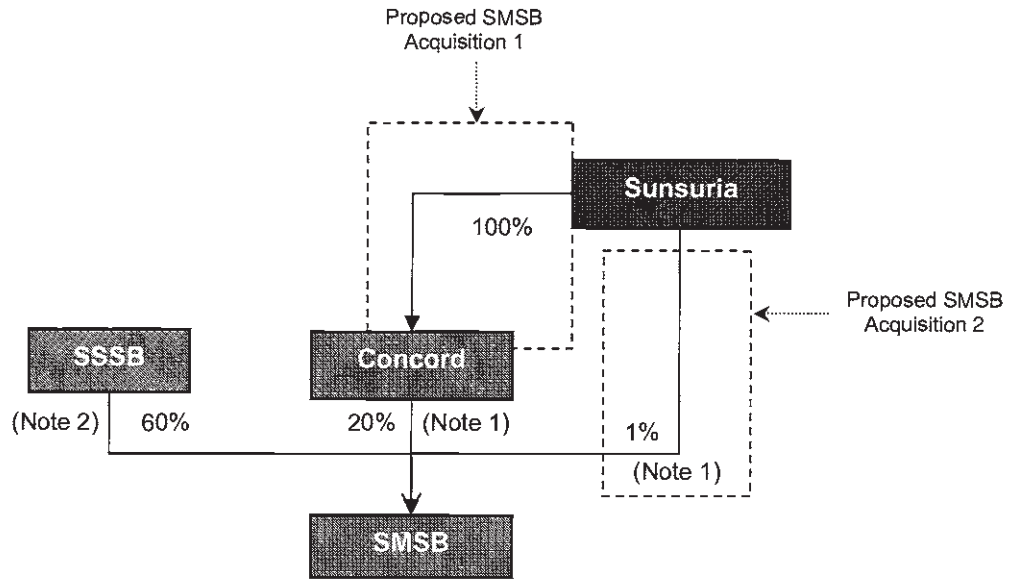 Proposed SMSB
Acquisition 1
Sunsuria
100%
Proposed SMSB
Acquisition 2
SSSB
Concord
(Note 2) 60%
20% (Note 1)
1%
(Note 1)
SMSB